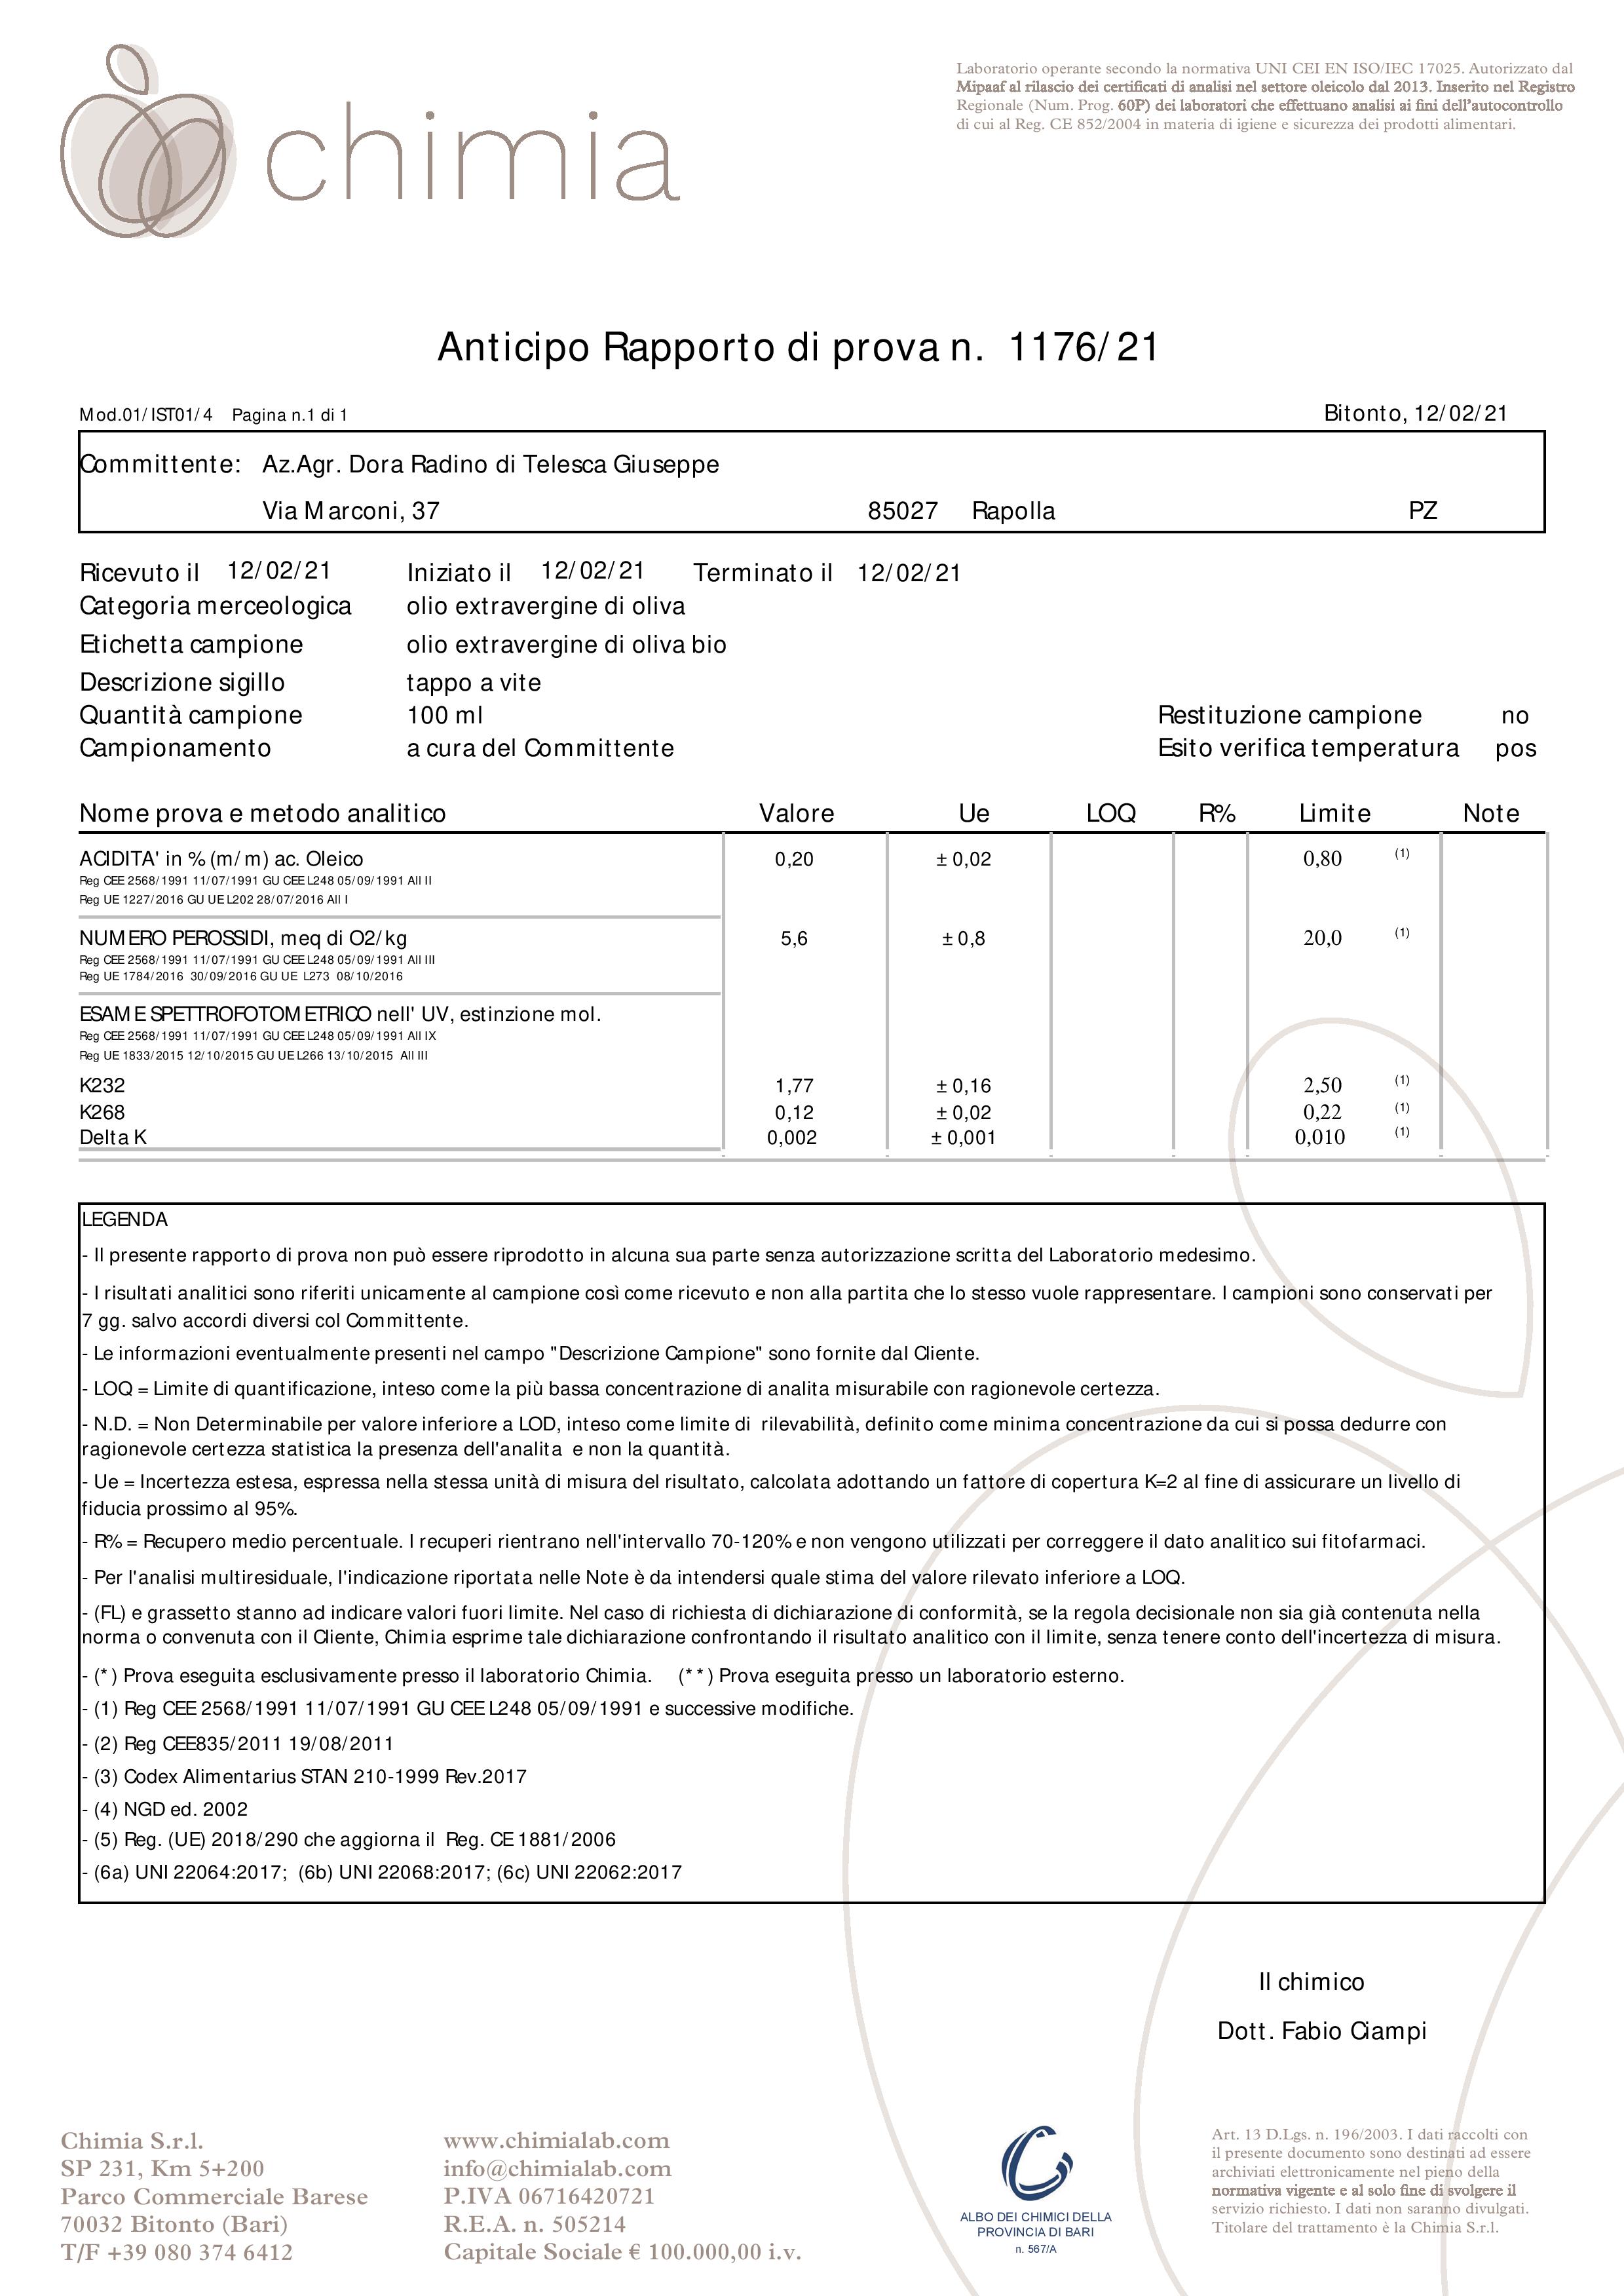 chimia
Laboratorio operante secondo la normativa UNI CEI EN ISO/IEC 17025. Autorizzato dal
Mipaaf al rilascio dei certificati di analisi nel settore oleicolo dal 2013. Inserito nel Registro
Regionale (Num. Prog. 60P) dei laboratori che effettuano analisi ai fini dell'autocontrollo
di cui al Reg. CE 852/2004 in materia di igiene e sicurezza dei prodotti alimentari.
Anticipo Rapporto di prova n. 1176/21
Mod.01/IST01/4 Pagina n.1 di 1 Bitonto, 12/02/21
Committente: Az.Agr. Dora Radino di Telesca Giuseppe
Via Marconi, 37 85027 Rapolla PZ
Ricevuto il 12/02/21 Iniziato il 12/02/21 Terminato il 12/02/21
Categoria merceologica olio extravergine di oliva
Etichetta campione olio extravergine di oliva bio
Descrizione sigillo tappo a vite
Quantità campione 100 ml Restituzione campione no
Campionamento a cura del Committente Esito verifica temperatura pos
Nome prova e metodo analitico Valore Ue LOQ R% Limite Note
ACIDITA' in % (m/m) ac. Oleico 0,20 ± 0,02 0,80 (1)
Reg CEE 2568/1991 11/07/1991 GU CEE L248 05/09/1991 All II
Reg UE 1227/2016 GU UE L202 28/07/2016 All I
NUMERO PEROSSIDI, meq di O2/kg 5,6 ± 0,8 20,0 (1)
Reg CEE 2568/1991 11/07/1991 GU CEE L248 05/09/1991 All III
Reg UE 1784/2016 30/09/2016 GU UE L273 08/10/2016
ESAME SPETTROFOTOMETRICO nell' UV, estinzione mol.
Reg CEE 2568/1991 11/07/1991 GU CEE L248 05/09/1991 All IX
Reg UE 1833/2015 12/10/2015 GU UE L266 13/10/2015 All III
K232 1,77 ± 0,16 2,50 (1)
K268 0,12 ± 0,02 0,22 (1)
Delta K 0,002 ± 0,001 0,010 (1)
LEGENDA
- Il presente rapporto di prova non può essere riprodotto in alcuna sua parte senza autorizzazione scritta del Laboratorio medesimo.
- I risultati analitici sono riferiti unicamente al campione così come ricevuto e non alla partita che lo stesso vuole rappresentare. I campioni sono conservati per
7 gg. salvo accordi diversi col Committente.
- Le informazioni eventualmente presenti nel campo "Descrizione Campione" sono fornite dal Cliente.
- LOQ = Limite di quantificazione, inteso come la più bassa concentrazione di analita misurabile con ragionevole certezza.
- N.D. = Non Determinabile per valore inferiore a LOD, inteso come limite di rilevabilità, definito come minima concentrazione da cui si possa dedurre con
ragionevole certezza statistica la presenza dell'analita e non la quantità.
- Ue = Incertezza estesa, espressa nella stessa unità di misura del risultato, calcolata adottando un fattore di copertura K=2 al fine di assicurare un livello di
fiducia prossimo al 95%.
- R% = Recupero medio percentuale. I recuperi rientrano nell'intervallo 70-120% e non vengono utilizzati per correggere il dato analitico sui fitofarmaci.
- Per l'analisi multiresiduale, l'indicazione riportata nelle Note è da intendersi quale stima del valore rilevato inferiore a LOQ.
- (FL) e grassetto stanno ad indicare valori fuori limite. Nel caso di richiesta di dichiarazione di conformità, se la regola decisionale non sia già contenuta nella
norma o convenuta con il Cliente, Chimia esprime tale dichiarazione confrontando il risultato analitico con il limite, senza tenere conto dell'incertezza di misura.
- (*) Prova eseguita esclusivamente presso il laboratorio Chimia. (**) Prova eseguita presso un laboratorio esterno.
- (1) Reg CEE 2568/1991 11/07/1991 GU CEE L248 05/09/1991 e successive modifiche.
- (2) Reg CEE835/2011 19/08/2011
- (3) Codex Alimentarius STAN 210-1999 Rev.2017
- (4) NGD ed. 2002
- (5) Reg. (UE) 2018/290 che aggiorna il Reg. CE 1881/2006
- (6a) UNI 22064:2017; (6b) UNI 22068:2017; (6c) UNI 22062:2017
Il chimico
Dott. Fabio Ciampi
Chimia S.r.l.
SP 231, Km 5+200
Parco Commerciale Barese
70032 Bitonto (Bari)
T/F +39 080 374 6412
www.chimialab.com
info@chimialab.com
P.IVA 06716420721
R.E.A. n. 505214
Capitale Sociale € 100.000,00 i.v.
ALBO DEI CHIMICI DELLA
PROVINCIA DI BARI
n. 567/A
Art. 13 D.Lgs. n. 196/2003. I dati raccolti con
il presente documento sono destinati ad essere
archiviati elettronicamente nel pieno della
normativa vigente e al solo fine di svolgere il
servizio richiesto. I dati non saranno divulgati.
Titolare del trattamento è la Chimia S.r.l.